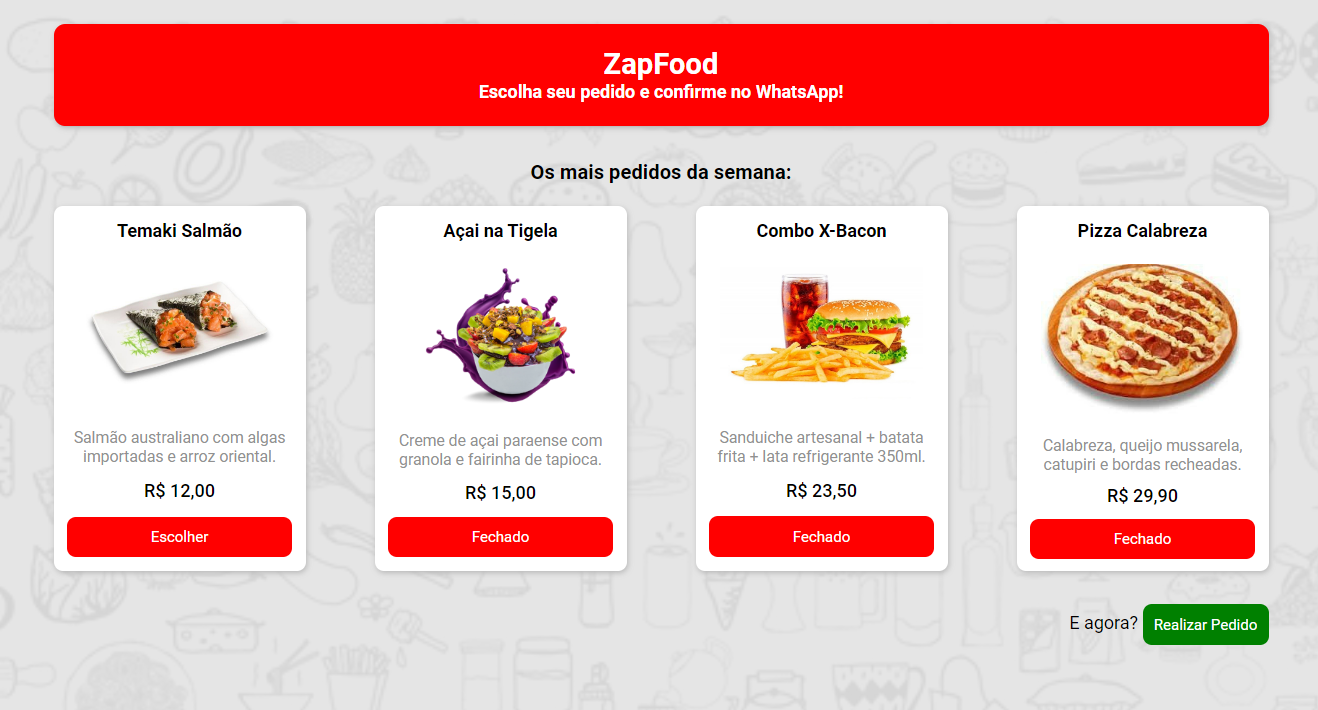 ZapFood
Escolha seu pedido e confirme no WhatsApp!
Os mais pedidos da semana:
Temaki Salmão
Salmão australiano com algas
importadas e arroz oriental.
R$ 12,00
Escolher
Açai na Tigela
Creme de açai paraense com
granola e fairinha de tapioca.
R$ 15,00
Fechado
Combo X-Bacon
Sanduiche artesanal + batata
frita + lata refrigerante 350ml.
R$ 23,50
Fechado
Pizza Calabreza
Calabreza, queijo mussarela,
catupiri e bordas recheadas.
R$ 29,90
Fechado
E agora? Realizar Pedido